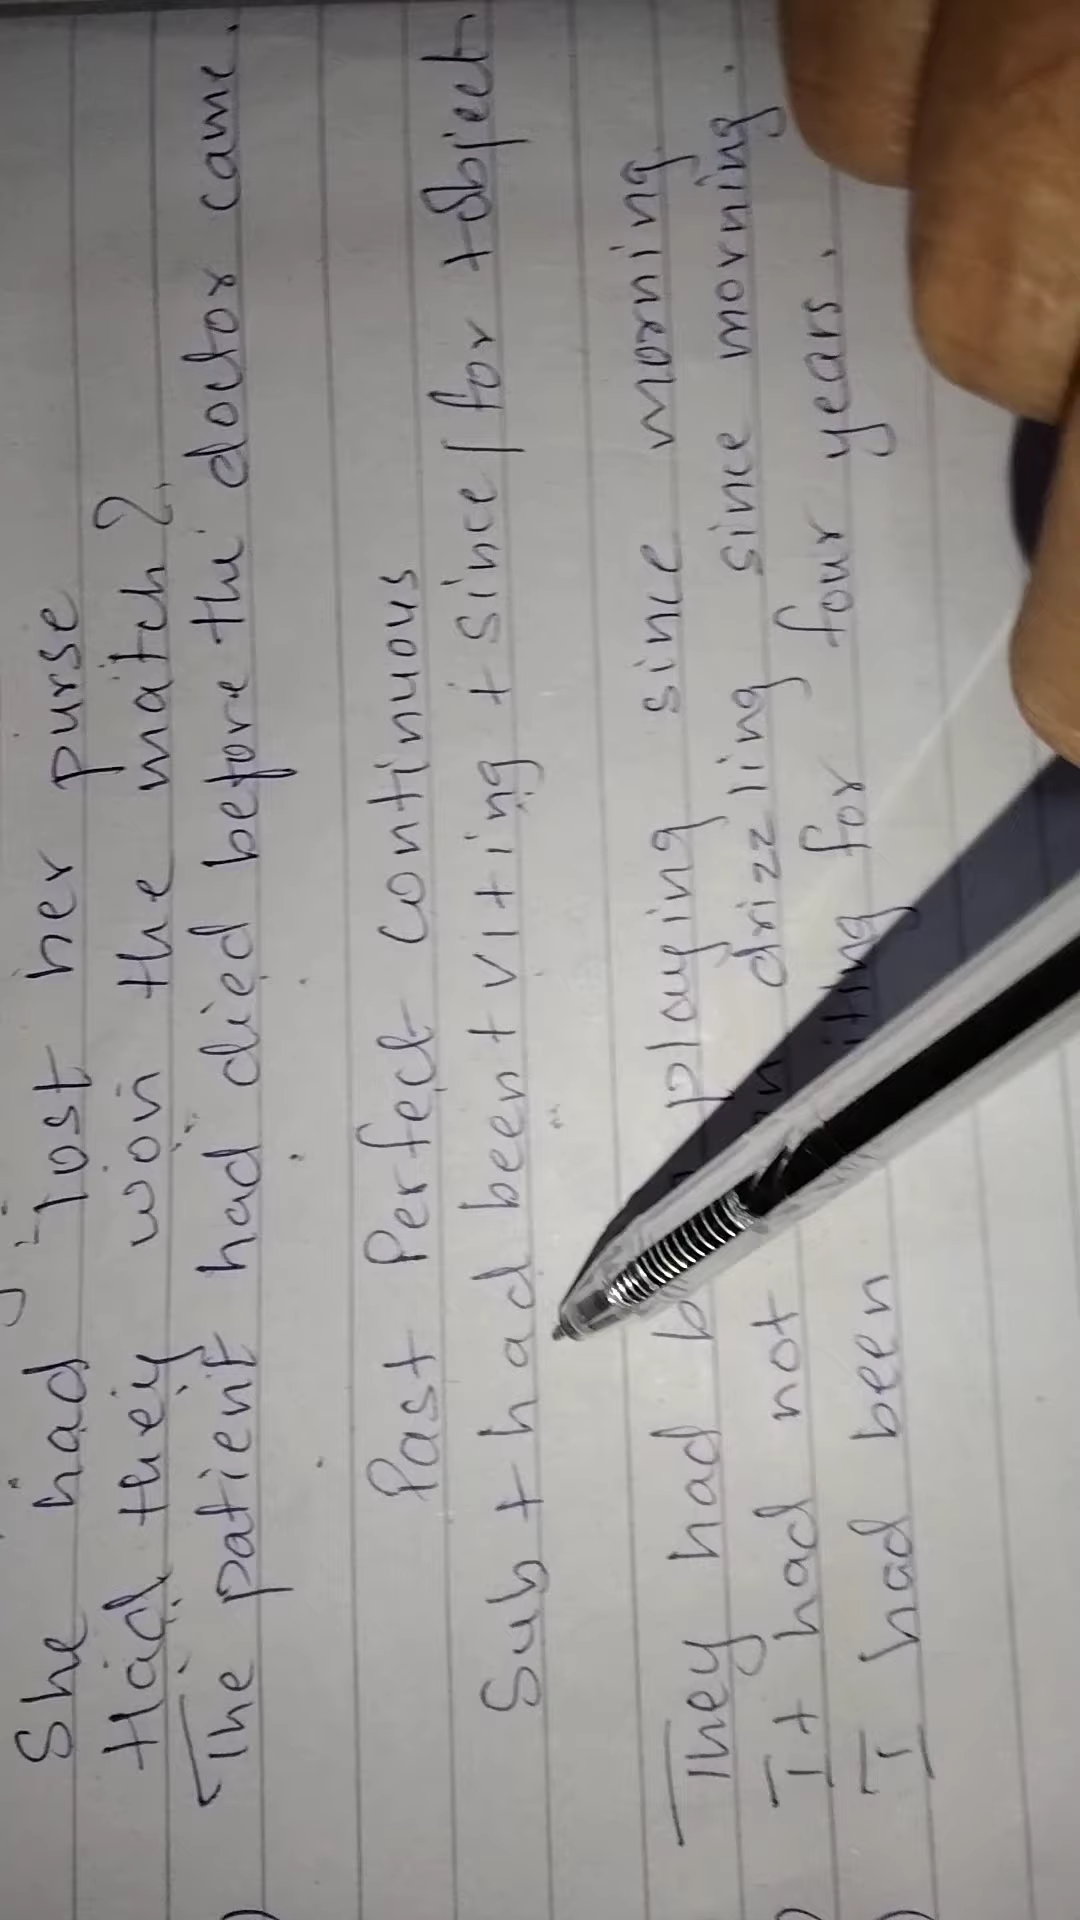 She had lost her purse
Had they won the match?
The patient had died before the doctor came.
Past Perfect Continuous
Sub + had been + v1 + ing + since / for + object.
They had playing since morning.
It had not drizzling since morning.
I had been for four years.